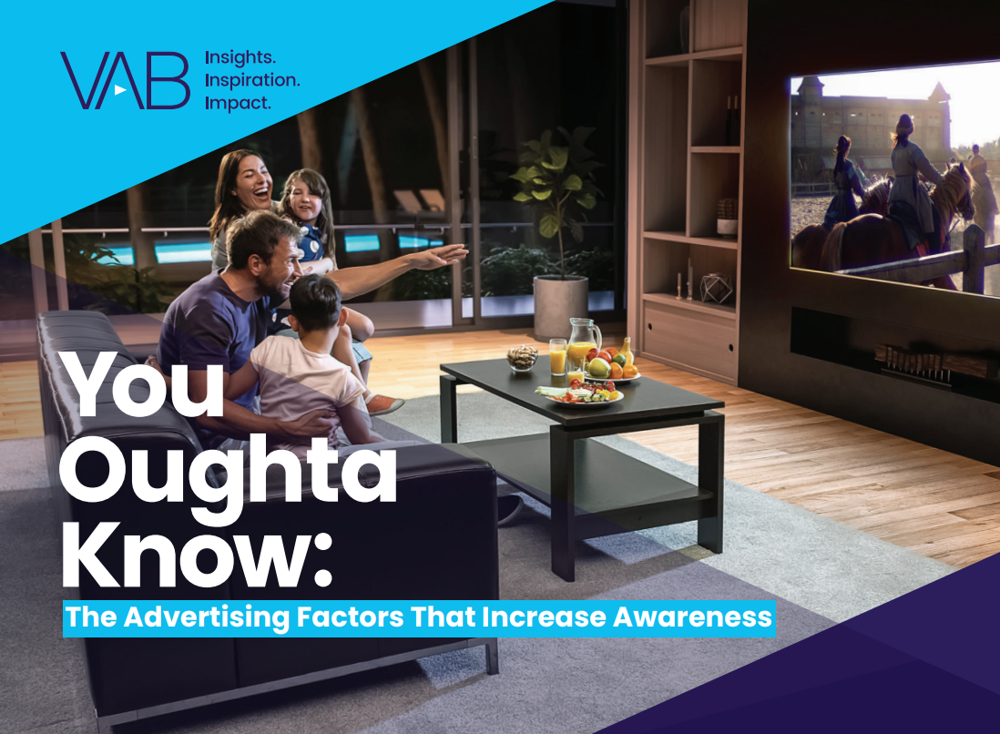 VAB
Insights.
Inspiration.
Impact.
You
Oughta
Know:
The Advertising Factors That Increase Awareness